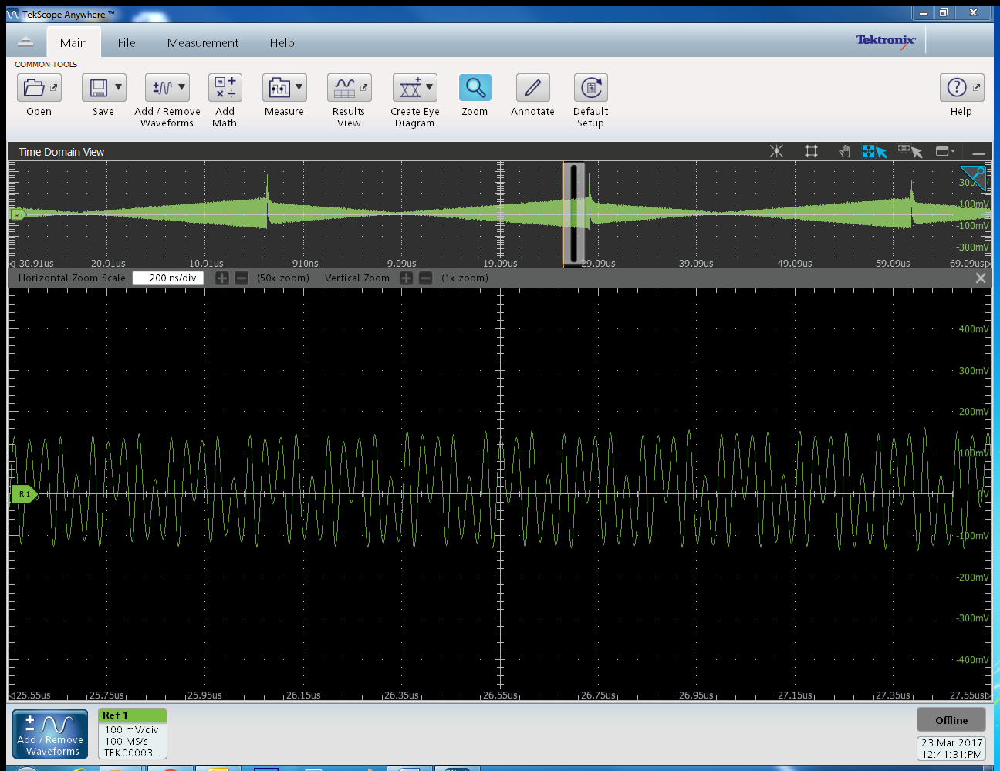 TekScope Anywhere ™
Main File Measurement Help
Tektronix
COMMON TOOLS
Open
Save
Add / Remove
Waveforms
Add
Math
Measure
Results
View
Create Eye
Diagram
Zoom
Annotate
Default
Setup
Help
Time Domain View
300mV
100mV
-100mV
-300mV
R1
-30.91us -20.91us -10.91us -910ns 9.09us 19.09us 29.09us 39.09us 49.09us 59.09us 69.09us
Horizontal Zoom Scale 200 ns/div (50x zoom) Vertical Zoom (1x zoom)
400mV
300mV
200mV
100mV
R 1
0V
-100mV
-200mV
-300mV
-400mV
25.55us 25.75us 25.95us 26.15us 26.35us 26.55us 26.75us 26.95us 27.15us 27.35us 27.55us
Add / Remove
Waveforms
Ref 1
100 mV/div
100 MS/s
TEK00003...
Offline
23 Mar 2017
12:41:31PM